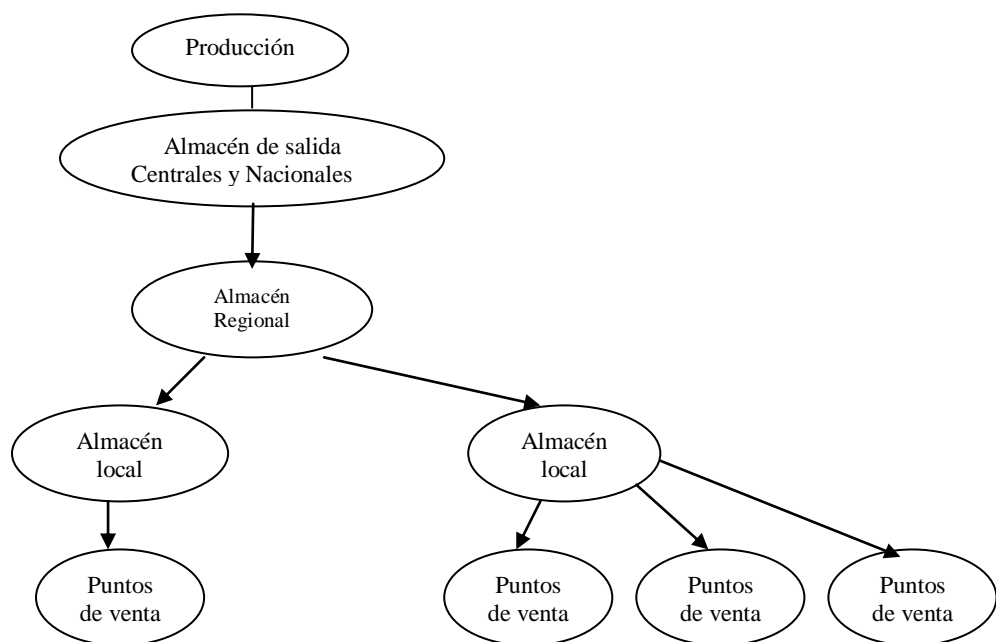 Producción
Almacén de salida
Centrales y Nacionales
Almacén
Regional
Almacén
local
Almacén
local
Puntos
de venta
Puntos
de venta
Puntos
de venta
Puntos
de venta